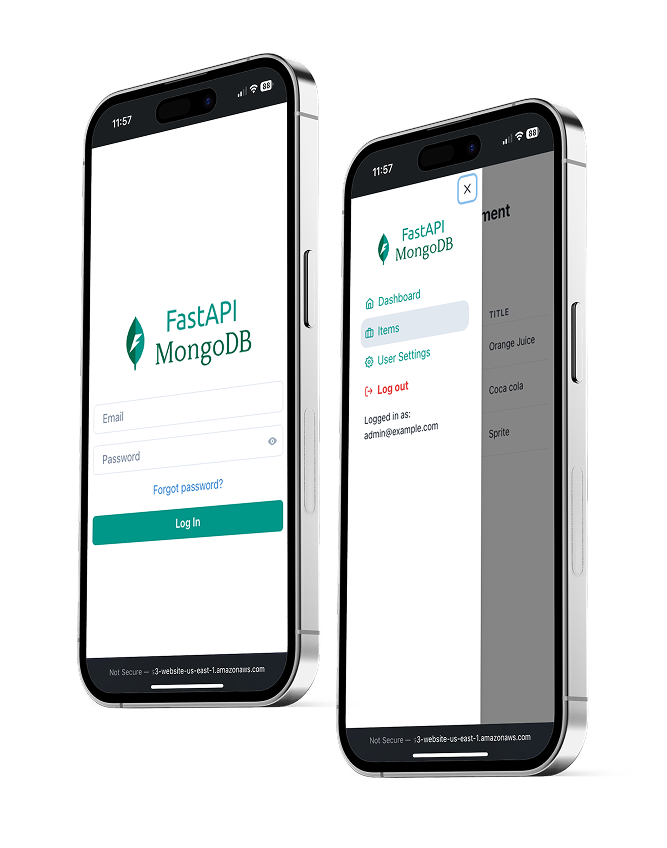 11:57
88
FastAPI
MongoDB
Email
Password
Forgot password?
Log In
Not Secure — s3-website-us-east-1.amazonaws.com
11:57
88
ment
FastAPI
MongoDB
Dashboard
Items
User Settings
Log out
Logged in as:
admin@example.com
TITLE
Orange Juice
Coca cola
Sprite
Not Secure — s3-website-us-east-1.amazonaws.com